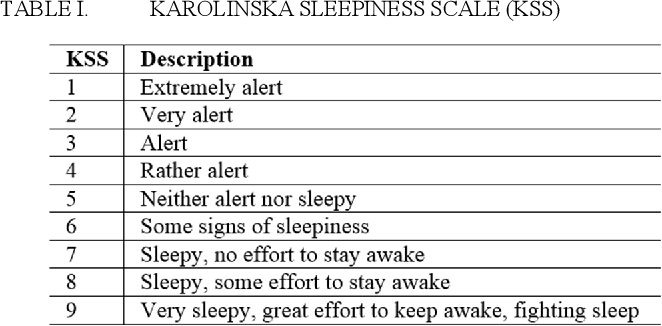 TABLE I. KAROLINSKA SLEEPINESS SCALE (KSS)
KSS Description
1 Extremely alert
2 Very alert
3 Alert
4 Rather alert
5 Neither alert nor sleepy
6 Some signs of sleepiness
7 Sleepy, no effort to stay awake
8 Sleepy, some effort to stay awake
9 Very sleepy, great effort to keep awake, fighting sleep